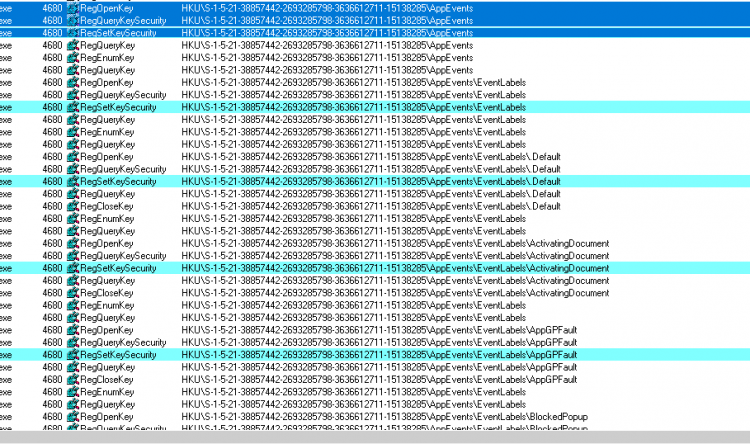 exe 4680 RegOpenKey HKU\S-1-5-21-38857442-2693285798-3636612711-15138285\AppEvents
exe 4680 RegQueryKeySecurity HKU\S-1-5-21-38857442-2693285798-3636612711-15138285\AppEvents
exe 4680 RegSetKeySecurity HKU\S-1-5-21-38857442-2693285798-3636612711-15138285\AppEvents
exe 4680 RegQueryKey HKU\S-1-5-21-38857442-2693285798-3636612711-15138285\AppEvents
exe 4680 RegEnumKey HKU\S-1-5-21-38857442-2693285798-3636612711-15138285\AppEvents
exe 4680 RegQueryKey HKU\S-1-5-21-38857442-2693285798-3636612711-15138285\AppEvents
exe 4680 RegOpenKey HKU\S-1-5-21-38857442-2693285798-3636612711-15138285\AppEvents\EventLabels
exe 4680 RegQueryKeySecurity HKU\S-1-5-21-38857442-2693285798-3636612711-15138285\AppEvents\EventLabels
exe 4680 RegSetKeySecurity HKU\S-1-5-21-38857442-2693285798-3636612711-15138285\AppEvents\EventLabels
exe 4680 RegQueryKey HKU\S-1-5-21-38857442-2693285798-3636612711-15138285\AppEvents\EventLabels
exe 4680 RegEnumKey HKU\S-1-5-21-38857442-2693285798-3636612711-15138285\AppEvents\EventLabels
exe 4680 RegQueryKey HKU\S-1-5-21-38857442-2693285798-3636612711-15138285\AppEvents\EventLabels
exe 4680 RegOpenKey HKU\S-1-5-21-38857442-2693285798-3636612711-15138285\AppEvents\EventLabels\.Default
exe 4680 RegQueryKeySecurity HKU\S-1-5-21-38857442-2693285798-3636612711-15138285\AppEvents\EventLabels\.Default
exe 4680 RegSetKeySecurity HKU\S-1-5-21-38857442-2693285798-3636612711-15138285\AppEvents\EventLabels\.Default
exe 4680 RegQueryKey HKU\S-1-5-21-38857442-2693285798-3636612711-15138285\AppEvents\EventLabels\.Default
exe 4680 RegCloseKey HKU\S-1-5-21-38857442-2693285798-3636612711-15138285\AppEvents\EventLabels\.Default
exe 4680 RegEnumKey HKU\S-1-5-21-38857442-2693285798-3636612711-15138285\AppEvents\EventLabels
exe 4680 RegQueryKey HKU\S-1-5-21-38857442-2693285798-3636612711-15138285\AppEvents\EventLabels
exe 4680 RegOpenKey HKU\S-1-5-21-38857442-2693285798-3636612711-15138285\AppEvents\EventLabels\ActivatingDocument
exe 4680 RegQueryKeySecurity HKU\S-1-5-21-38857442-2693285798-3636612711-15138285\AppEvents\EventLabels\ActivatingDocument
exe 4680 RegSetKeySecurity HKU\S-1-5-21-38857442-2693285798-3636612711-15138285\AppEvents\EventLabels\ActivatingDocument
exe 4680 RegQueryKey HKU\S-1-5-21-38857442-2693285798-3636612711-15138285\AppEvents\EventLabels\ActivatingDocument
exe 4680 RegCloseKey HKU\S-1-5-21-38857442-2693285798-3636612711-15138285\AppEvents\EventLabels\ActivatingDocument
exe 4680 RegEnumKey HKU\S-1-5-21-38857442-2693285798-3636612711-15138285\AppEvents\EventLabels
exe 4680 RegQueryKey HKU\S-1-5-21-38857442-2693285798-3636612711-15138285\AppEvents\EventLabels
exe 4680 RegOpenKey HKU\S-1-5-21-38857442-2693285798-3636612711-15138285\AppEvents\EventLabels\AppGPFault
exe 4680 RegQueryKeySecurity HKU\S-1-5-21-38857442-2693285798-3636612711-15138285\AppEvents\EventLabels\AppGPFault
exe 4680 RegSetKeySecurity HKU\S-1-5-21-38857442-2693285798-3636612711-15138285\AppEvents\EventLabels\AppGPFault
exe 4680 RegQueryKey HKU\S-1-5-21-38857442-2693285798-3636612711-15138285\AppEvents\EventLabels\AppGPFault
exe 4680 RegCloseKey HKU\S-1-5-21-38857442-2693285798-3636612711-15138285\AppEvents\EventLabels\AppGPFault
exe 4680 RegEnumKey HKU\S-1-5-21-38857442-2693285798-3636612711-15138285\AppEvents\EventLabels
exe 4680 RegQueryKey HKU\S-1-5-21-38857442-2693285798-3636612711-15138285\AppEvents\EventLabels
exe 4680 RegOpenKey HKU\S-1-5-21-38857442-2693285798-3636612711-15138285\AppEvents\EventLabels\BlockedPopup
exe 4680 RegQueryKeySecurity HKU\S-1-5-21-38857442-2693285798-3636612711-15138285\AppEvents\EventLabels\BlockedPopup